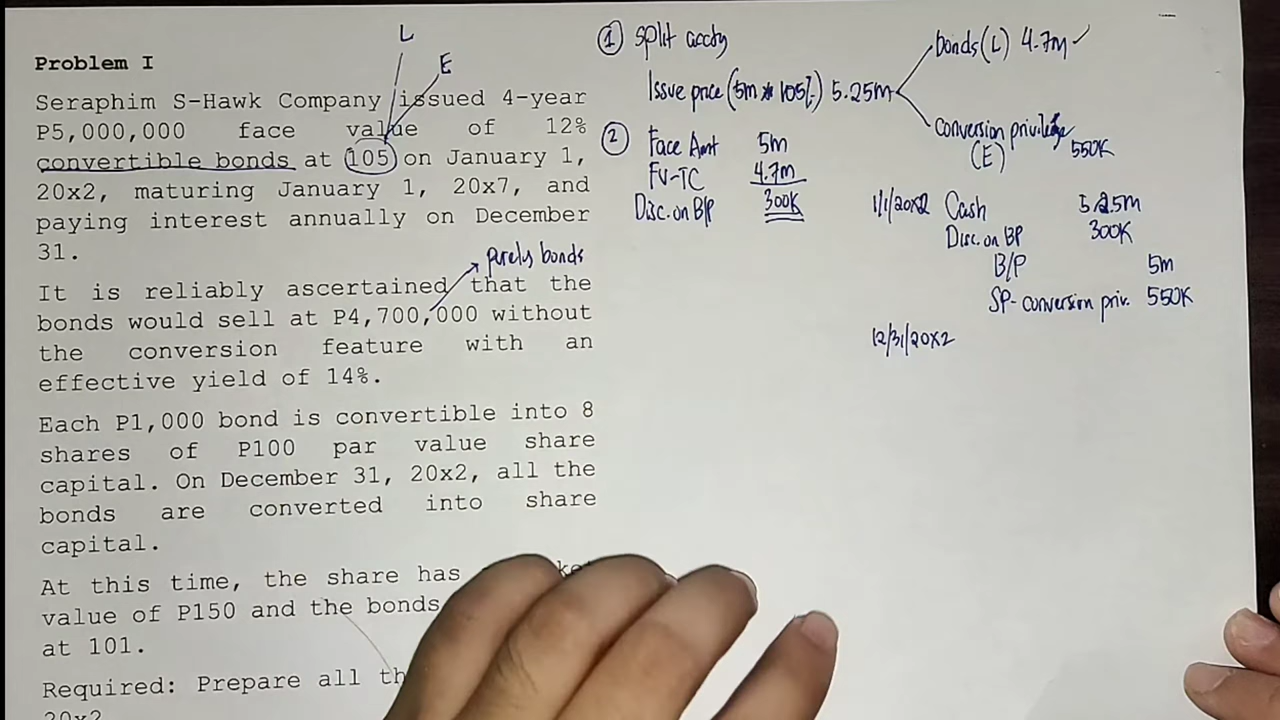 Problem I
Seraphim S-Hawk Company issued 4-year
P5,000,000 face value of 12%
convertible bonds at 105 on January 1,
20x2, maturing January 1, 20x7, and
paying interest annually on December
31.
It is reliably ascertained that the
bonds would sell at P4,700,000 without
the conversion feature with an
effective yield of 14%.
Each P1,000 bond is convertible into 8
shares of P100 par value share
capital. On December 31, 20x2, all the
bonds are converted into share
capital.
At this time, the share has
value of P150 and the bonds
at 101.
Required: Prepare all
20x2
L
E
purely bonds
① Split acctg
Issue price (5m * 105%) 5.25m
bonds (L) 4.7m ✓
conversion privilege
(E) 550K
② Face Amt 5m
FV-TC 4.7m
Disc. on B/P 300K
1/1/20x2 Cash 5.25m
Disc. on BP 300K
B/P 5m
SP- conversion priv. 550K
12/31/20x2